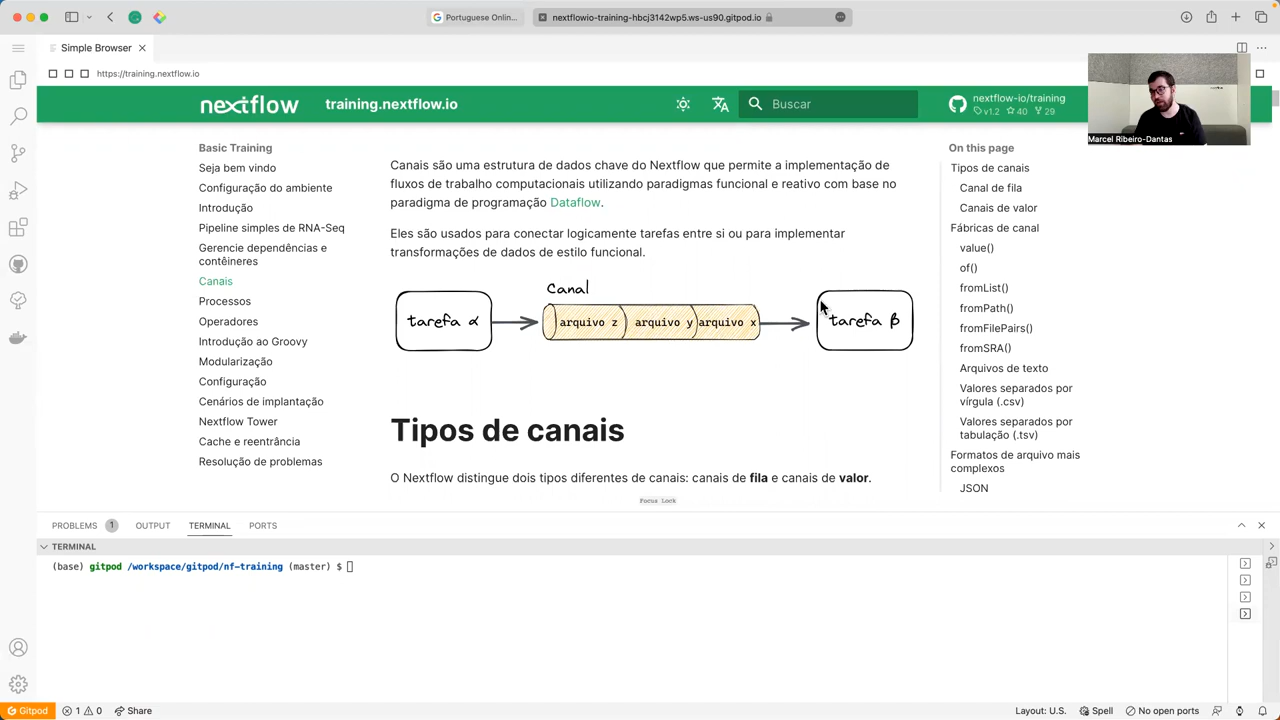 Portuguese Onlin...
nextflowio-training-hbcj3142wp5.ws-us90.gitpod.io
Simple Browser
https://training.nextflow.io
nextflow
training.nextflow.io
Buscar
nextflow-io/training
v1.2 40 29
Marcel Ribeiro-Dantas
Basic Training
Seja bem vindo
Configuração do ambiente
Introdução
Pipeline simples de RNA-Seq
Gerencie dependências e
contêineres
Canais
Processos
Operadores
Introdução ao Groovy
Modularização
Configuração
Cenários de implantação
Nextflow Tower
Cache e reentrância
Resolução de problemas
Canais são uma estrutura de dados chave do Nextflow que permite a implementação de
fluxos de trabalho computacionais utilizando paradigmas funcional e reativo com base no
paradigma de programação Dataflow.
Eles são usados para conectar logicamente tarefas entre si ou para implementar
transformações de dados de estilo funcional.
Canal
tarefa α
arquivo z
arquivo y
arquivo x
tarefa β
Tipos de canais
O Nextflow distingue dois tipos diferentes de canais: canais de fila e canais de valor.
Focus Lock
On this page
Tipos de canais
Canal de fila
Canais de valor
Fábricas de canal
value()
of()
fromList()
fromPath()
fromFilePairs()
fromSRA()
Arquivos de texto
Valores separados por
vírgula (.csv)
Valores separados por
tabulação (.tsv)
Formatos de arquivo mais
complexos
JSON
PROBLEMS 1 OUTPUT TERMINAL PORTS
TERMINAL
(base) gitpod /workspace/gitpod/nf-training (master) $
Gitpod 1 0 Share
Layout: U.S. Spell No open ports